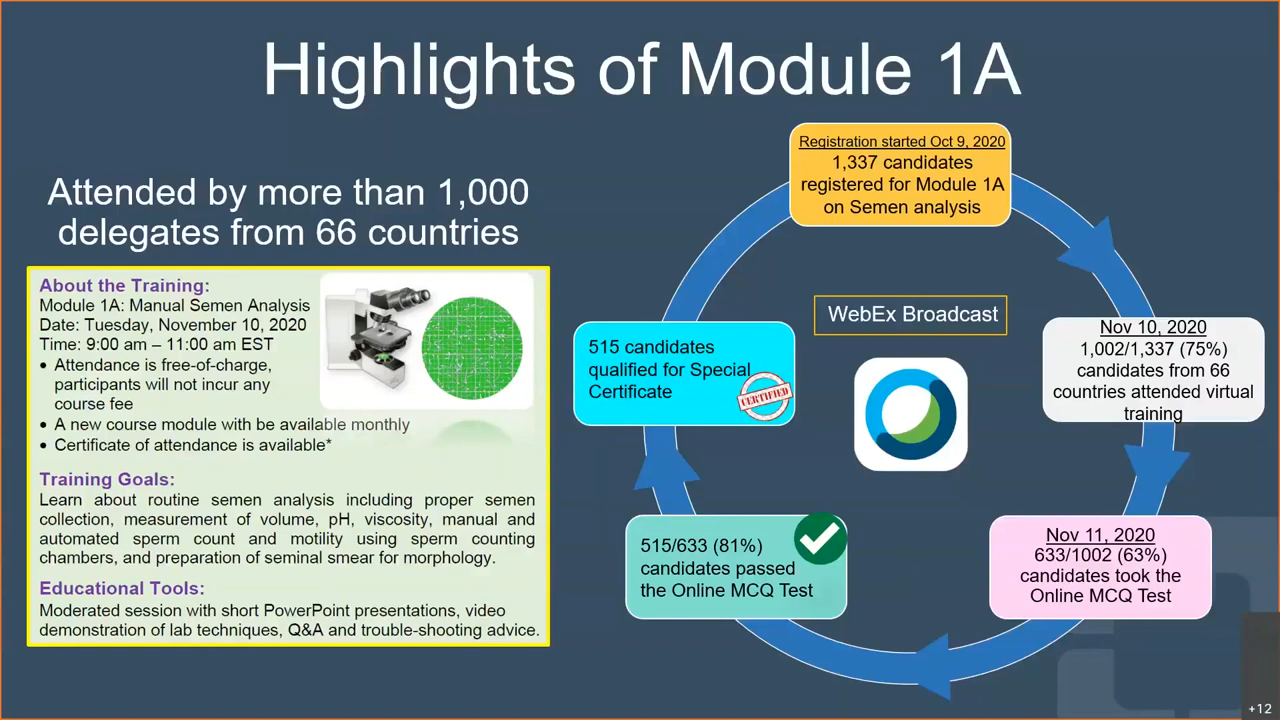 Highlights of Module 1A
Attended by more than 1,000
delegates from 66 countries
About the Training:
Module 1A: Manual Semen Analysis
Date: Tuesday, November 10, 2020
Time: 9:00 am – 11:00 am EST
• Attendance is free-of-charge,
participants will not incur any
course fee
• A new course module with be available monthly
• Certificate of attendance is available*
Training Goals:
Learn about routine semen analysis including proper semen
collection, measurement of volume, pH, viscosity, manual and
automated sperm count and motility using sperm counting
chambers, and preparation of seminal smear for morphology.
Educational Tools:
Moderated session with short PowerPoint presentations, video
demonstration of lab techniques, Q&A and trouble-shooting advice.
Registration started Oct 9, 2020
1,337 candidates
registered for Module 1A
on Semen analysis
WebEx Broadcast
Nov 10, 2020
1,002/1,337 (75%)
candidates from 66
countries attended virtual
training
Nov 11, 2020
633/1002 (63%)
candidates took the
Online MCQ Test
515/633 (81%)
candidates passed
the Online MCQ Test
515 candidates
qualified for Special
Certificate
CERTIFIED
+12